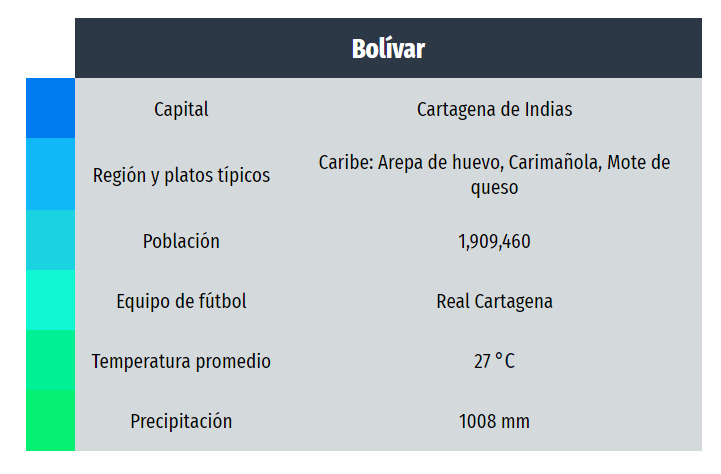 Bolívar
Capital
Cartagena de Indias
Región y platos típicos
Caribe: Arepa de huevo, Carimañola, Mote de
queso
Población
1,909,460
Equipo de fútbol
Real Cartagena
Temperatura promedio
27 °C
Precipitación
1008 mm